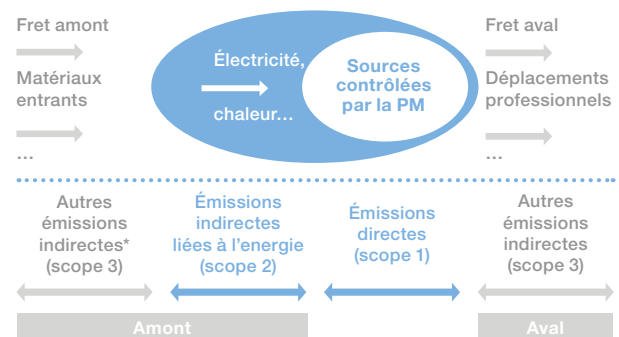 Fret amont
Matériaux
entrants
...
Électricité,
chaleur...
Sources
contrôlées
par la PM
Fret aval
Déplacements
professionnels
...
Autres
émissions
indirectes*
(scope 3)
Émissions
indirectes
liées à l'energie
(scope 2)
Émissions
directes
(scope 1)
Autres
émissions
indirectes
(scope 3)
Amont
Aval